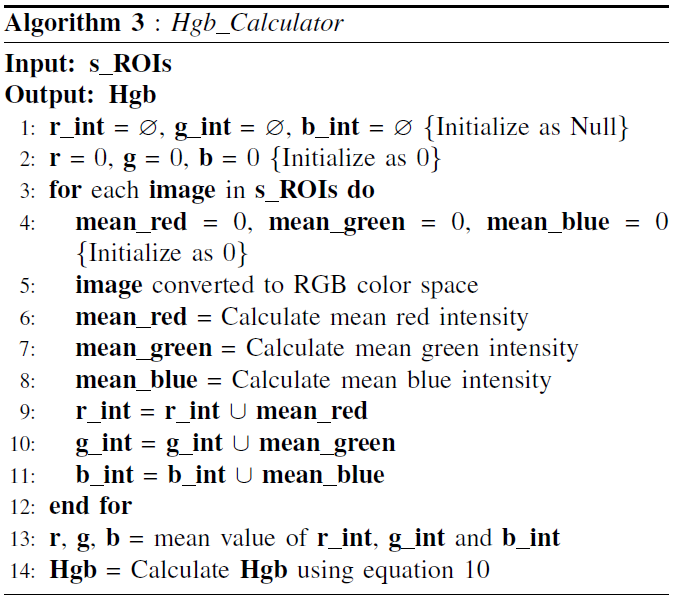 Algorithm 3 : Hgb_Calculator
Input: s_ROIs
Output: Hgb
1: r_int = ∅, g_int = ∅, b_int = ∅ {Initialize as Null}
2: r = 0, g = 0, b = 0 {Initialize as 0}
3: for each image in s_ROIs do
4: mean_red = 0, mean_green = 0, mean_blue = 0
{Initialize as 0}
5: image converted to RGB color space
6: mean_red = Calculate mean red intensity
7: mean_green = Calculate mean green intensity
8: mean_blue = Calculate mean blue intensity
9: r_int = r_int ∪ mean_red
10: g_int = g_int ∪ mean_green
11: b_int = b_int ∪ mean_blue
12: end for
13: r, g, b = mean value of r_int, g_int and b_int
14: Hgb = Calculate Hgb using equation 10